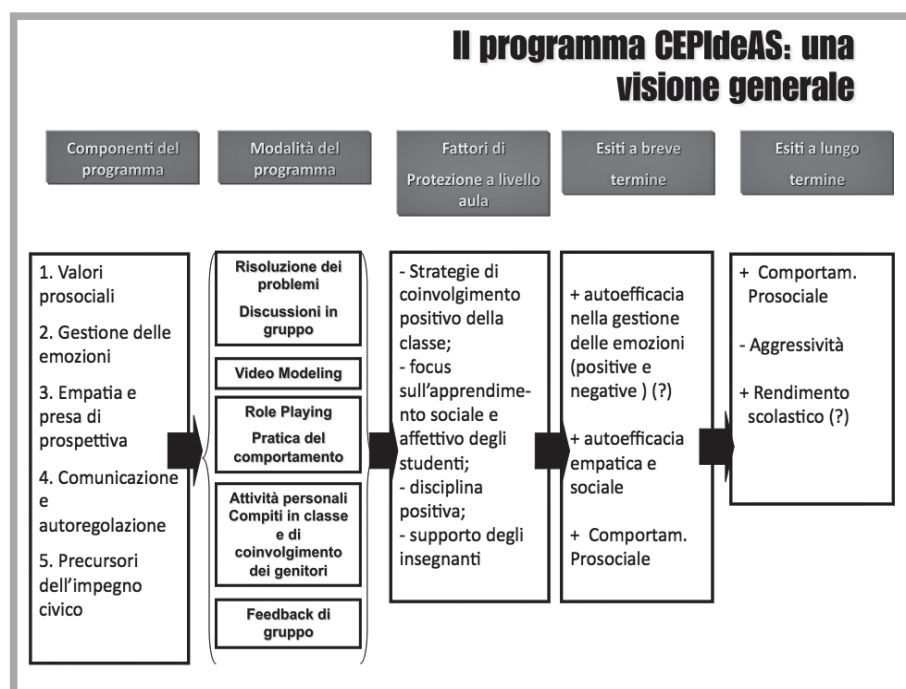 Il programma CEPIdeAS: una
visione generale
Componenti del
programma
Modalità del
programma
Fattori di
Protezione a livello
aula
Esiti a breve
termine
Esiti a lungo
termine
1. Valori
prosociali
2. Gestione delle
emozioni
3. Empatia e
presa di
prospettiva
4. Comunicazione
e
autoregolazione
5. Precursori
dell'impegno
civico
Risoluzione dei
problemi
Discussioni in
gruppo
Video Modeling
Role Playing
Pratica del
comportamento
Attività personali
Compiti in classe
e di
coinvolgimento
dei genitori
Feedback di
gruppo
- Strategie di
coinvolgimento
positivo della
classe;
- focus
sull'apprendime-
nto sociale e
affettivo degli
studenti;
- disciplina
positiva;
- supporto degli
insegnanti
+ autoefficacia
nella gestione
delle emozioni
(positive e
negative ) (?)
+ autoefficacia
empatica e
sociale
+ Comportam.
Prosociale
+ Comportam.
Prosociale
- Aggressività
+ Rendimento
scolastico (?)